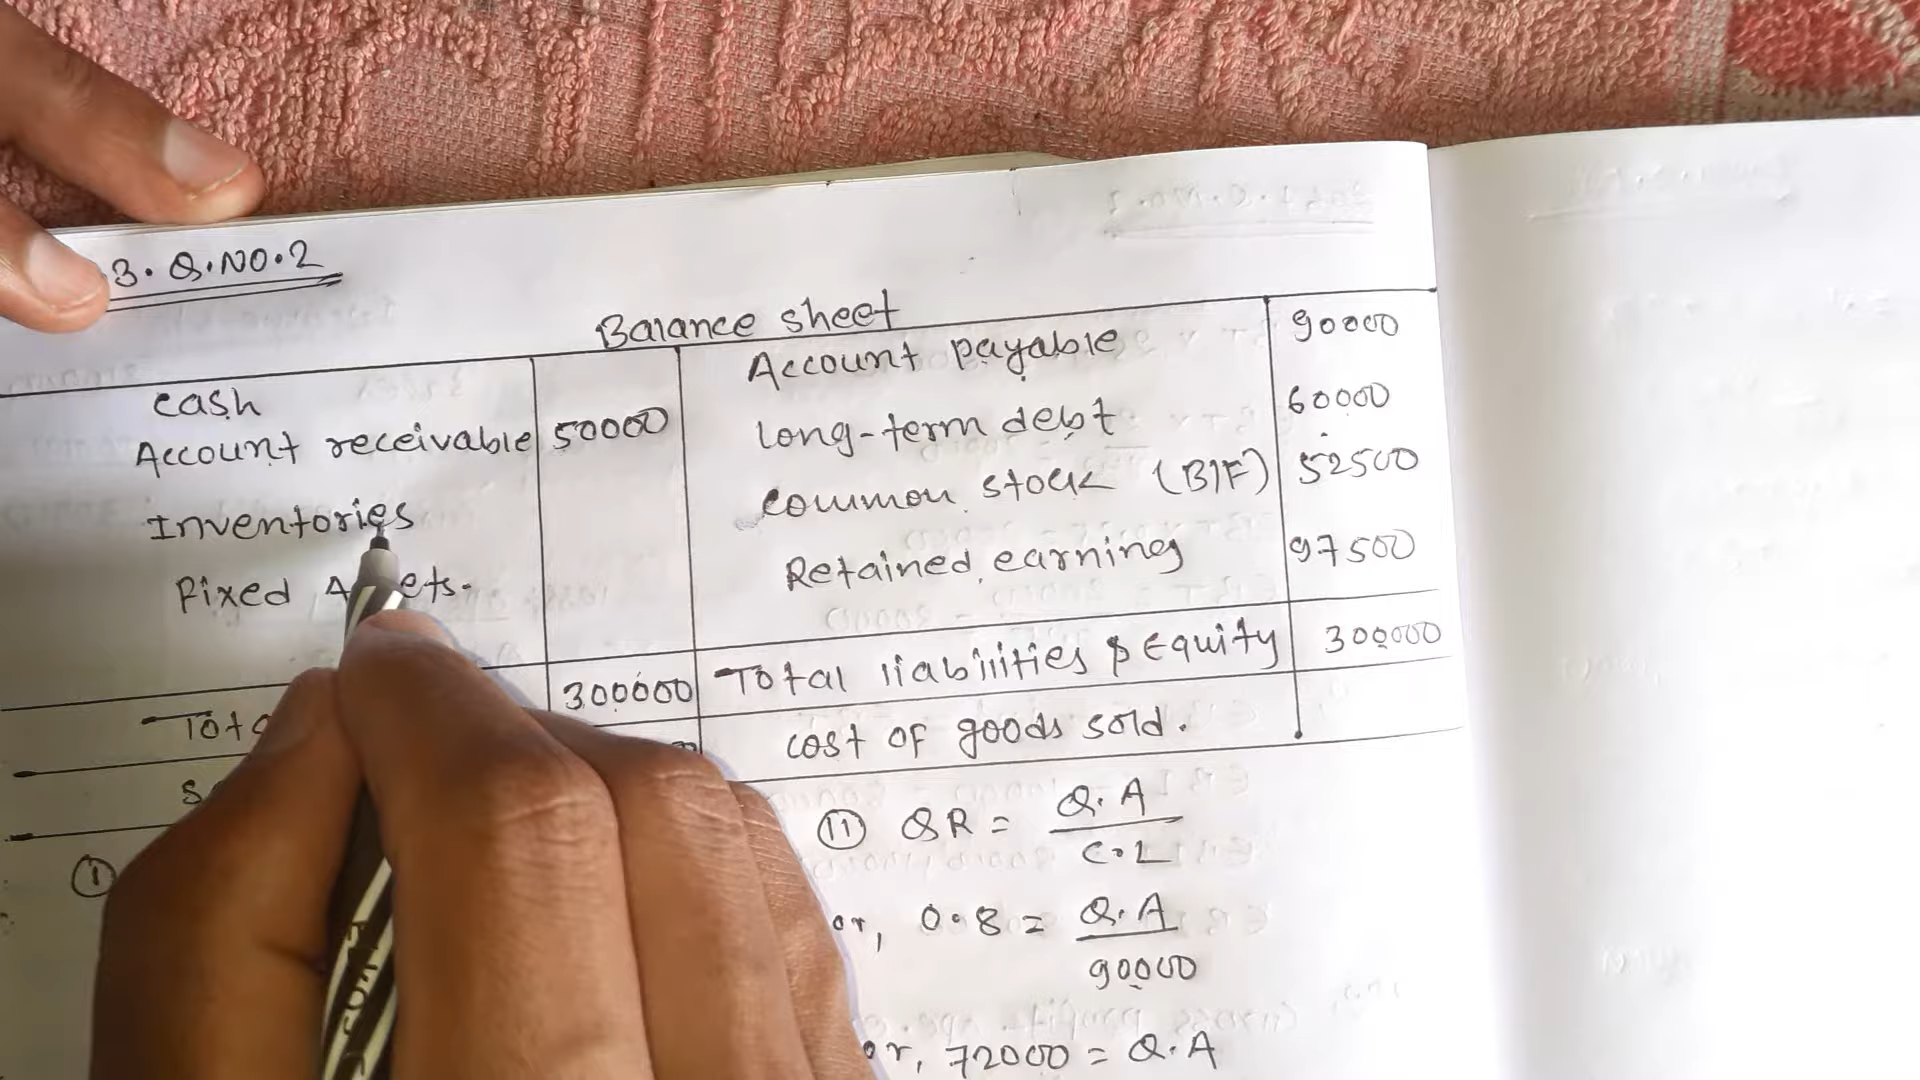 3. Q.NO.2
Balance sheet
Cash
Account receivable 50000
Inventories
Fixed
300000
Account payable 90000
Long-term debt 60000
Common stock (B/F) 52500
Retained earning 97500
Total liabilities & Equity 300000
Cost of goods sold.
(i)
(ii) QR = Q.A / C.L
or, 0.8 = Q.A / 90000
or, 72000 = Q.A